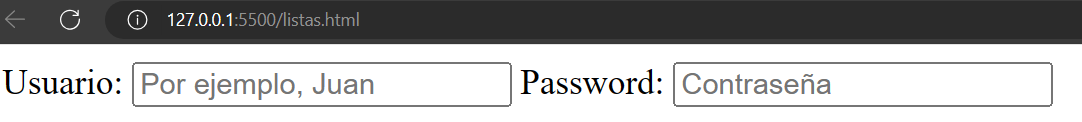 127.0.0.1:5500/listas.html
Usuario: Por ejemplo, Juan Password: Contraseña